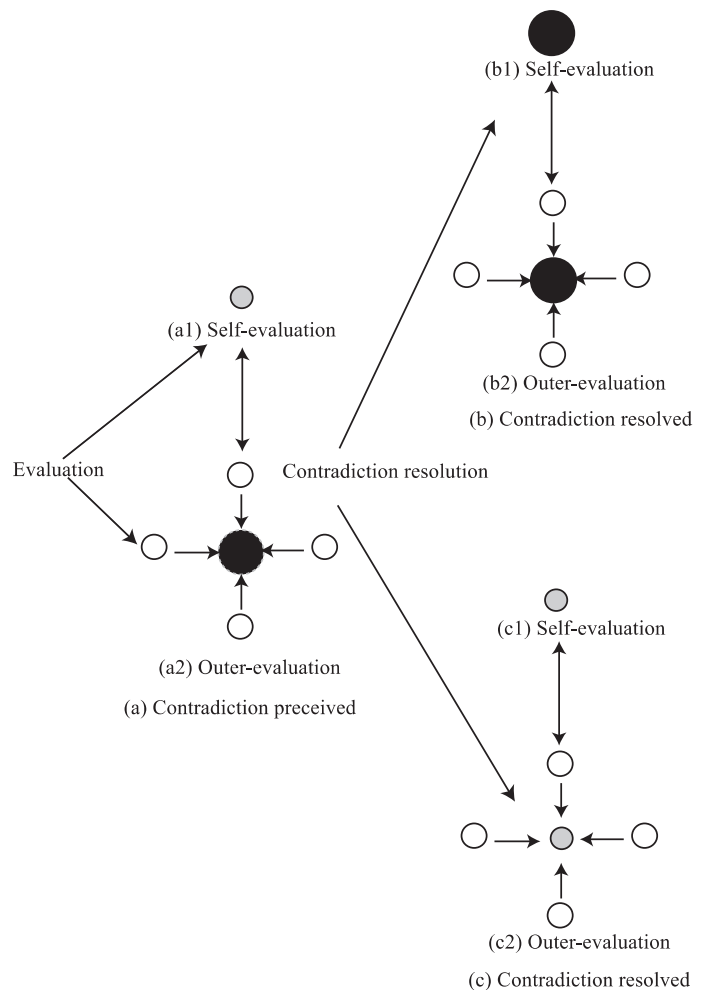 (b1) Self-evaluation
(b2) Outer-evaluation
(b) Contradiction resolved
(a1) Self-evaluation
Evaluation
Contradiction resolution
(a2) Outer-evaluation
(a) Contradiction preceived
(c1) Self-evaluation
(c2) Outer-evaluation
(c) Contradiction resolved